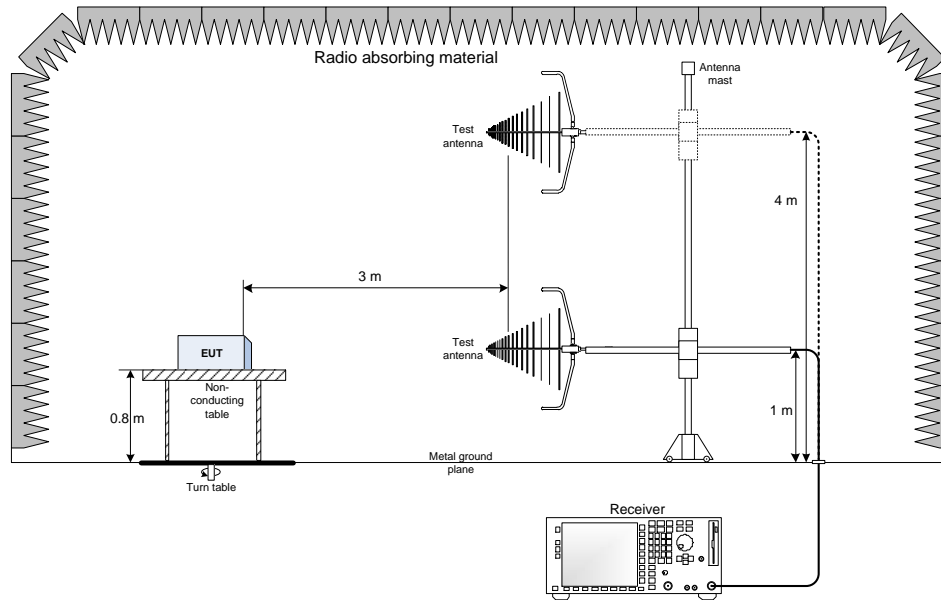 Radio absorbing material
Antenna
mast
Test
antenna
4 m
3 m
Test
antenna
EUT
Non-
conducting
table
0.8 m
1 m
Metal ground
plane
Turn table
Receiver